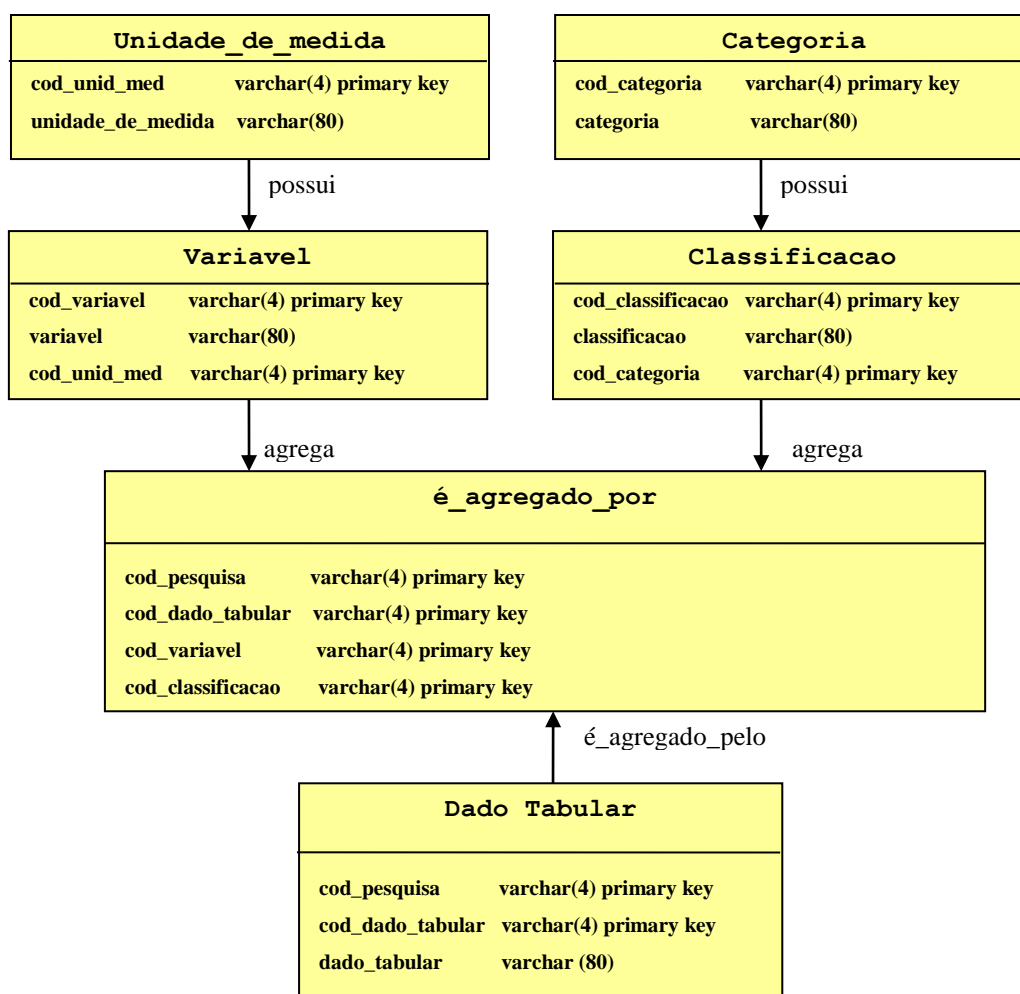 Unidade_de_medida
cod_unid_med varchar(4) primary key
unidade_de_medida varchar(80)
Categoria
cod_categoria varchar(4) primary key
categoria varchar(80)
possui
possui
Variavel
cod_variavel varchar(4) primary key
variavel varchar(80)
cod_unid_med varchar(4) primary key
Classificacao
cod_classificacao varchar(4) primary key
classificacao varchar(80)
cod_categoria varchar(4) primary key
agrega
agrega
é_agregado_por
cod_pesquisa varchar(4) primary key
cod_dado_tabular varchar(4) primary key
cod_variavel varchar(4) primary key
cod_classificacao varchar(4) primary key
é_agregado_pelo
Dado Tabular
cod_pesquisa varchar(4) primary key
cod_dado_tabular varchar(4) primary key
dado_tabular varchar (80)